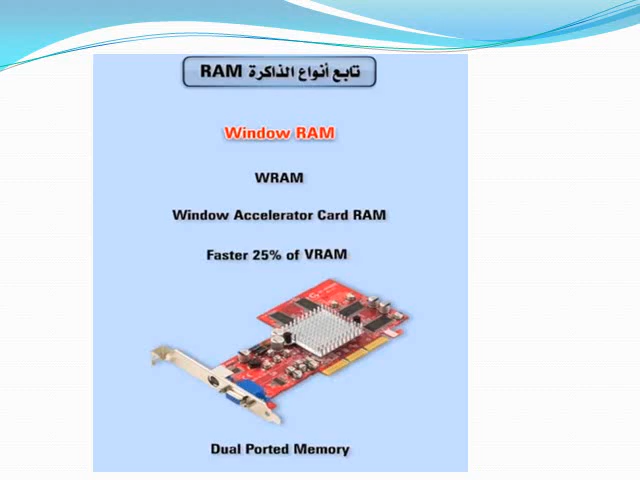 تابع أنواع الذاكرة RAM
Window RAM
WRAM
Window Accelerator Card RAM
Faster 25% of VRAM
Dual Ported Memory